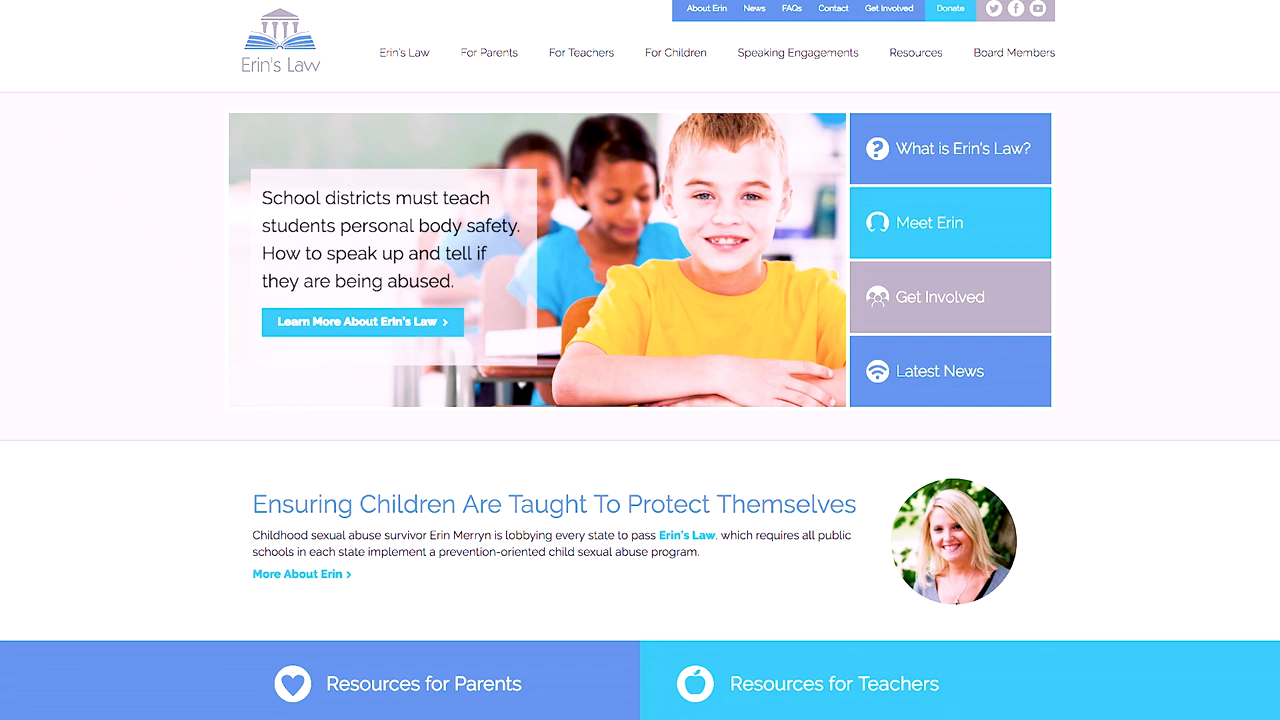 About Erin News FAQs Contact Get Involved Donate
Erin's Law
Erin's Law For Parents For Teachers For Children Speaking Engagements Resources Board Members
School districts must teach
students personal body safety.
How to speak up and tell if
they are being abused.
Learn More About Erin's Law ›
What is Erin's Law?
Meet Erin
Get Involved
Latest News
Ensuring Children Are Taught To Protect Themselves
Childhood sexual abuse survivor Erin Merryn is lobbying every state to pass Erin's Law, which requires all public
schools in each state implement a prevention-oriented child sexual abuse program.
More About Erin ›
Resources for Parents
Resources for Teachers